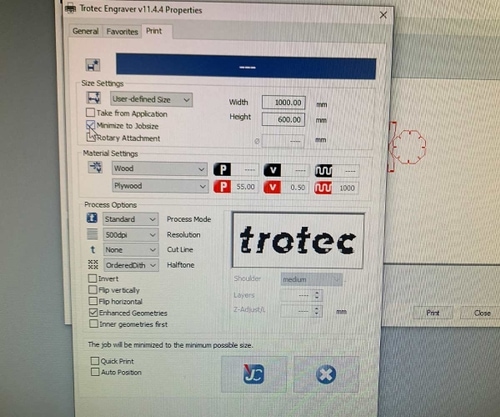 Trotec Engraver v11.4.4 Properties
General Favorites Print
---
Size Settings
User-defined Size Width 1000.00 mm
Take from Application
Height 600.00 mm
Minimize to Jobsize
Rotary Attachment Ø ---- mm
Material Settings
Wood P ---- V ----  ----
Plywood P 55.00 V 0.50 1000
Process Options
Standard Process Mode
500dpi Resolution
t None Cut Line
OrderedDith Halftone
trotec
Invert
Flip vertically
Flip horizontal
Enhanced Geometries
Inner geometries first
Shoulder medium
Layers ----
Z-Adjust/L ---- mm
Print Close
The job will be minimized to the minimum possible size.
Quick Print
Auto Position
JC